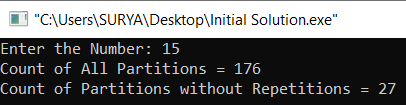 "C:\Users\SURYA\Desktop\Initial Solution.exe"
Enter the Number: 15
Count of All Partitions = 176
Count of Partitions without Repetitions = 27